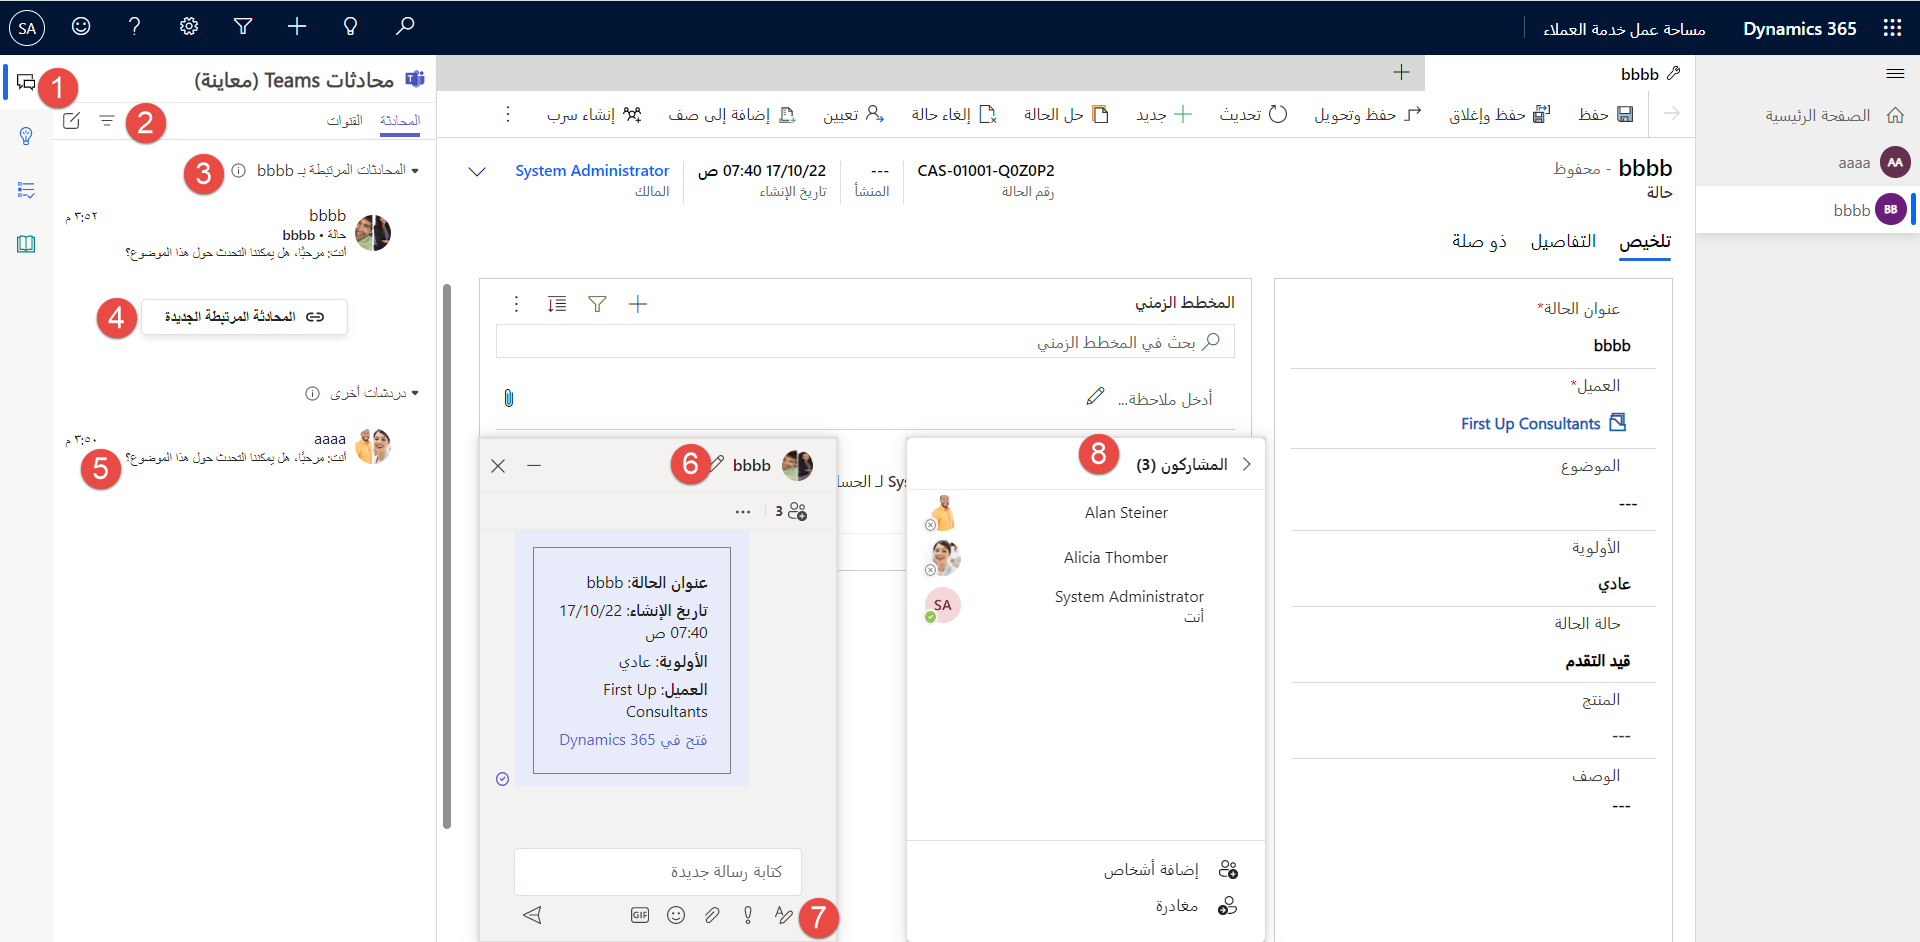 Dynamics 365
مساحة عمل خدمة العملاء
SA
الصفحة الرئيسية
AA
aaaa
BB
bbbb
bbbb
حفظ
حفظ وإغلاق
حفظ وتحويل
تحديث
جديد
حل الحالة
إلغاء حالة
تعيين
إضافة إلى صف
إنشاء سرب
bbbb - محفوظ
حالة
CAS-01001-Q0Z0P2
رقم الحالة
---
المنشأ
17/10/22 07:40 ص
تاريخ الإنشاء
System Administrator
المالك
تلخيص
التفاصيل
ذو صلة
عنوان الحالة*
bbbb
العميل*
First Up Consultants
الموضوع
---
الأولوية
عادي
حالة الحالة
قيد التقدم
المنتج
---
الوصف
---
المخطط الزمني
بحث في المخطط الزمني
أدخل ملاحظة...
Sy لـ الحسا
8
المشاركون (3)
Alan Steiner
Alicia Thomber
SA
System Administrator
أنت
إضافة أشخاص
مغادرة
6
bbbb
3
عنوان الحالة: bbbb
تاريخ الإنشاء: 17/10/22
07:40 ص
الأولوية: عادي
العميل: First Up
Consultants
فتح في Dynamics 365
كتابة رسالة جديدة
GIF
7
محادثات Teams (معاينة)
1
المحادثة
القنوات
2
المحادثات المرتبطة بـ bbbb
3
bbbb
٣:٥٢ م
حالة • bbbb
أنت: مرحبًا، هل يمكننا التحدث حول هذا الموضوع؟
المحادثة المرتبطة الجديدة
4
دردشات أخرى
aaaa
٣:٥٠ م
أنت: مرحبًا، هل يمكننا التحدث حول هذا الموضوع؟
5